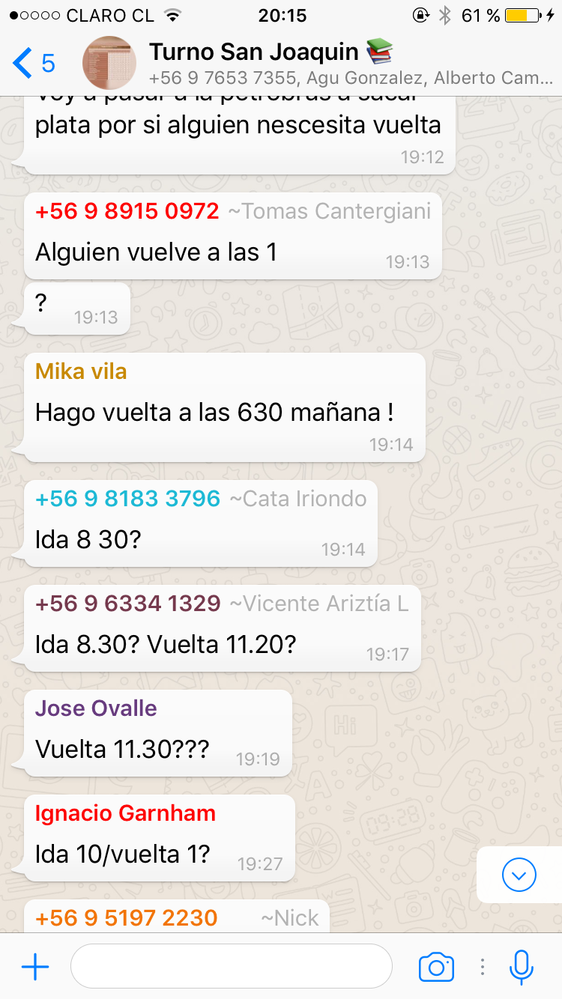 CLARO CL 20:15 61 %
5 Turno San Joaquin
+56 9 7653 7355, Agu Gonzalez, Alberto Cam...
voy a pasar a la petrobras a sacar
plata por si alguien nescesita vuelta
19:12
+56 9 8915 0972 ~Tomas Cantergiani
Alguien vuelve a las 1
19:13
?
19:13
Mika vila
Hago vuelta a las 630 mañana !
19:14
+56 9 8183 3796 ~Cata Iriondo
Ida 8 30?
19:14
+56 9 6334 1329 ~Vicente Ariztía L
Ida 8.30? Vuelta 11.20?
19:17
Jose Ovalle
Vuelta 11.30???
19:19
Ignacio Garnham
Ida 10/vuelta 1?
19:27
+56 9 5197 2230 ~Nick